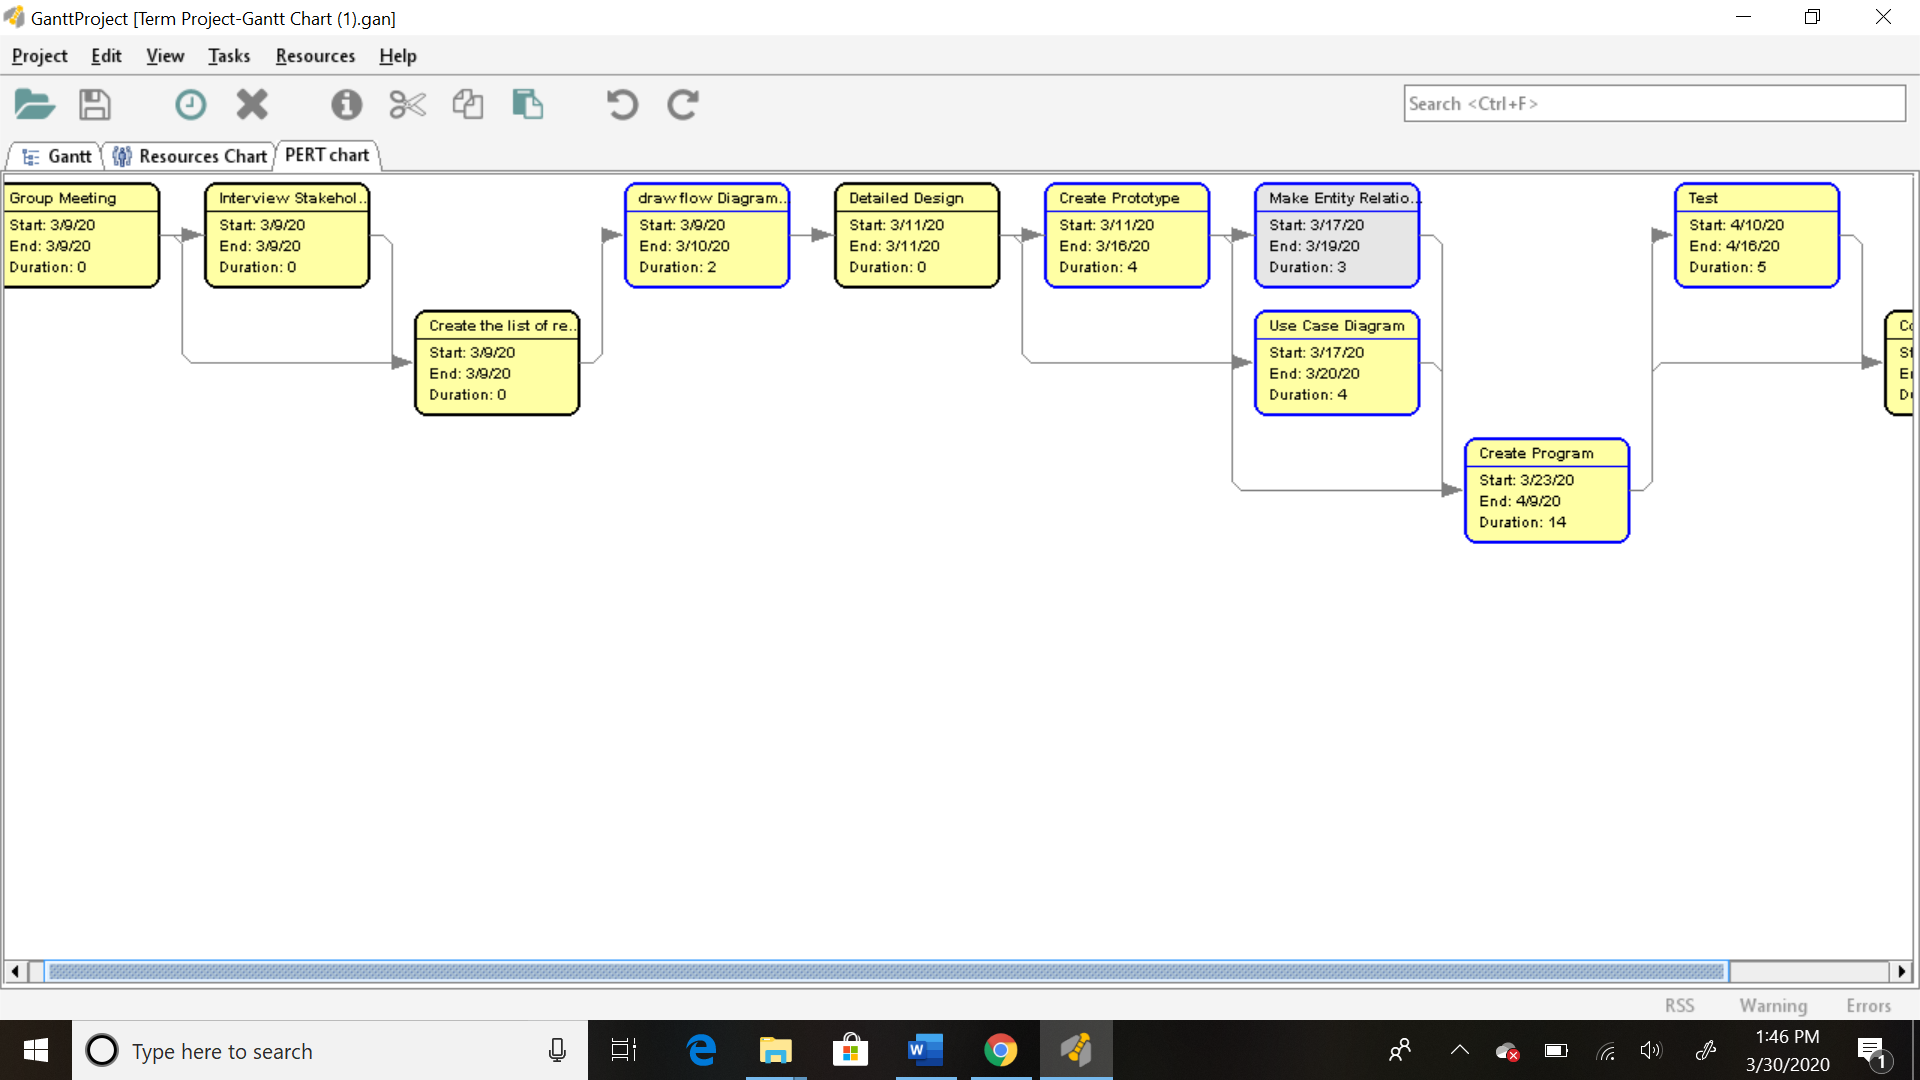 GanttProject [Term Project-Gantt Chart (1).gan]
Project Edit View Tasks Resources Help
Search <Ctrl+F>
Gantt Resources Chart PERT chart
Group Meeting
Start: 3/9/20
End: 3/9/20
Duration: 0
Interview Stakehol..
Start: 3/9/20
End: 3/9/20
Duration: 0
Create the list of re..
Start: 3/9/20
End: 3/9/20
Duration: 0
draw flow Diagram..
Start: 3/9/20
End: 3/10/20
Duration: 2
Detailed Design
Start: 3/11/20
End: 3/11/20
Duration: 0
Create Prototype
Start: 3/11/20
End: 3/16/20
Duration: 4
Make Entity Relatio..
Start: 3/17/20
End: 3/19/20
Duration: 3
Use Case Diagram
Start: 3/17/20
End: 3/20/20
Duration: 4
Create Program
Start: 3/23/20
End: 4/9/20
Duration: 14
Test
Start: 4/10/20
End: 4/16/20
Duration: 5
RSS Warning Errors
Type here to search
1:46 PM
3/30/2020
1